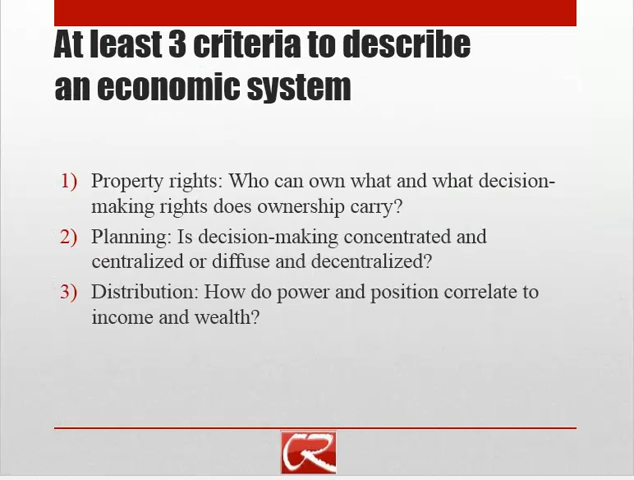 At least 3 criteria to describe
an economic system
1) Property rights: Who can own what and what decision-
making rights does ownership carry?
2) Planning: Is decision-making concentrated and
centralized or diffuse and decentralized?
3) Distribution: How do power and position correlate to
income and wealth?
CR